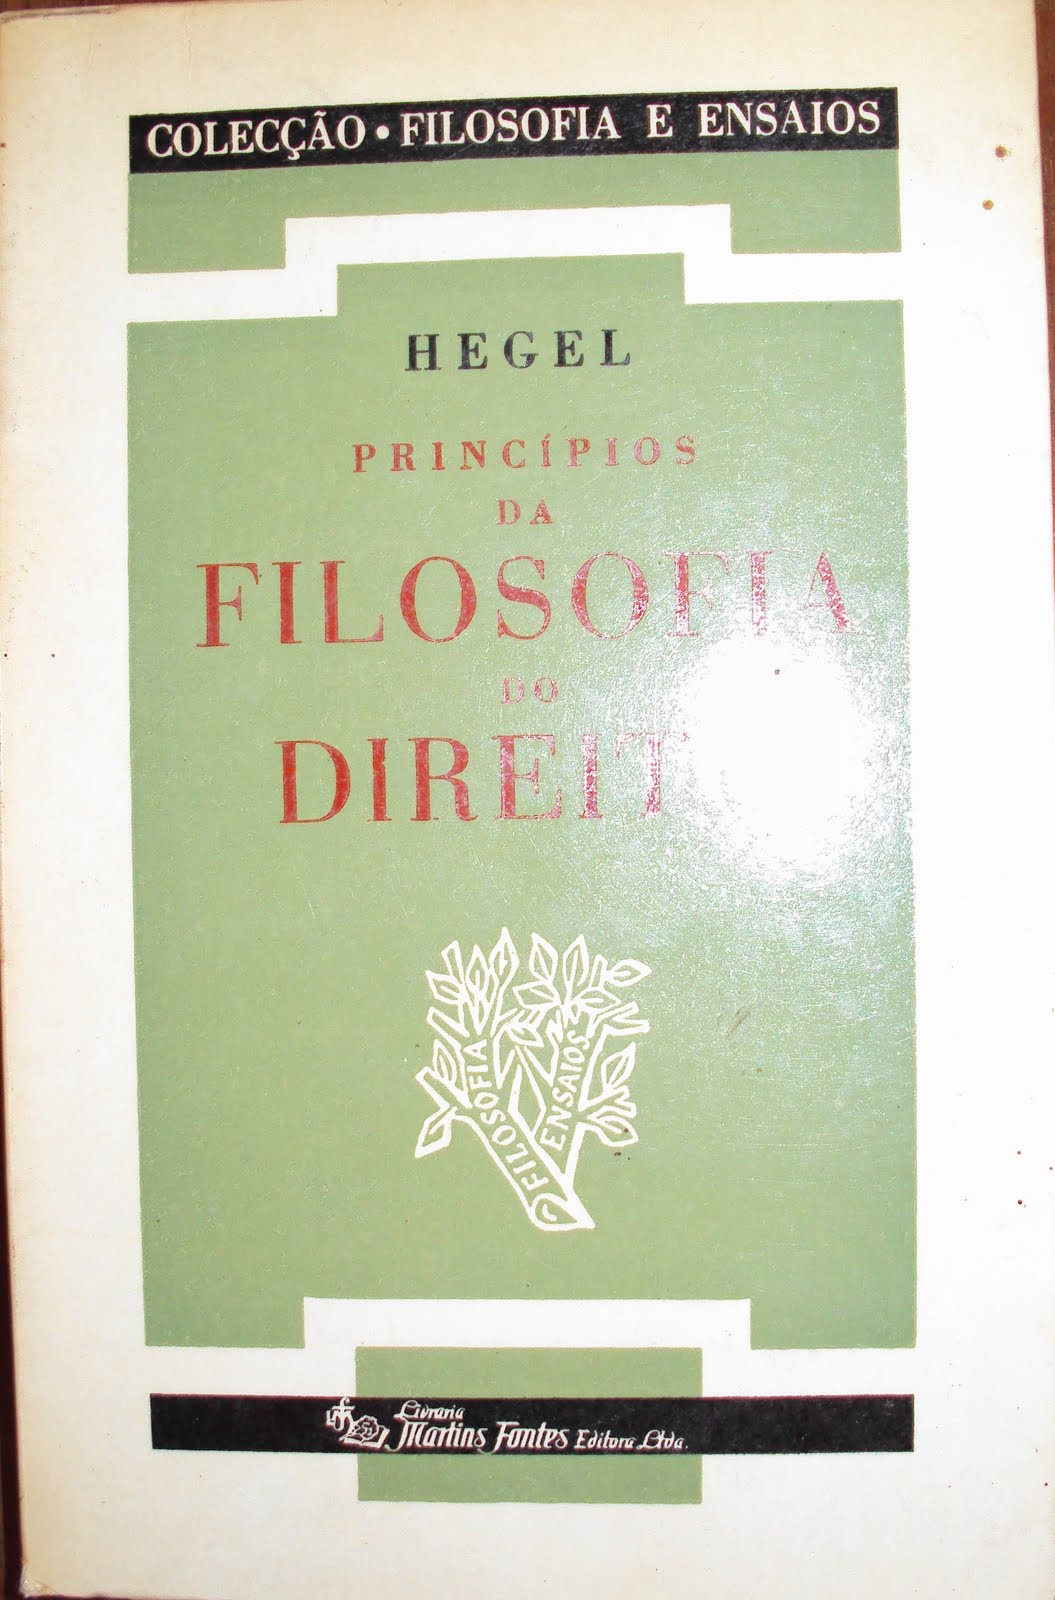 COLECÇÃO • FILOSOFIA E ENSAIOS
HEGEL
PRINCÍPIOS
DA
FILOSOFIA
DO
DIREIT
FILOSOFIA
ENSAIOS
Livraria
Martins Fontes Editora Ltda.